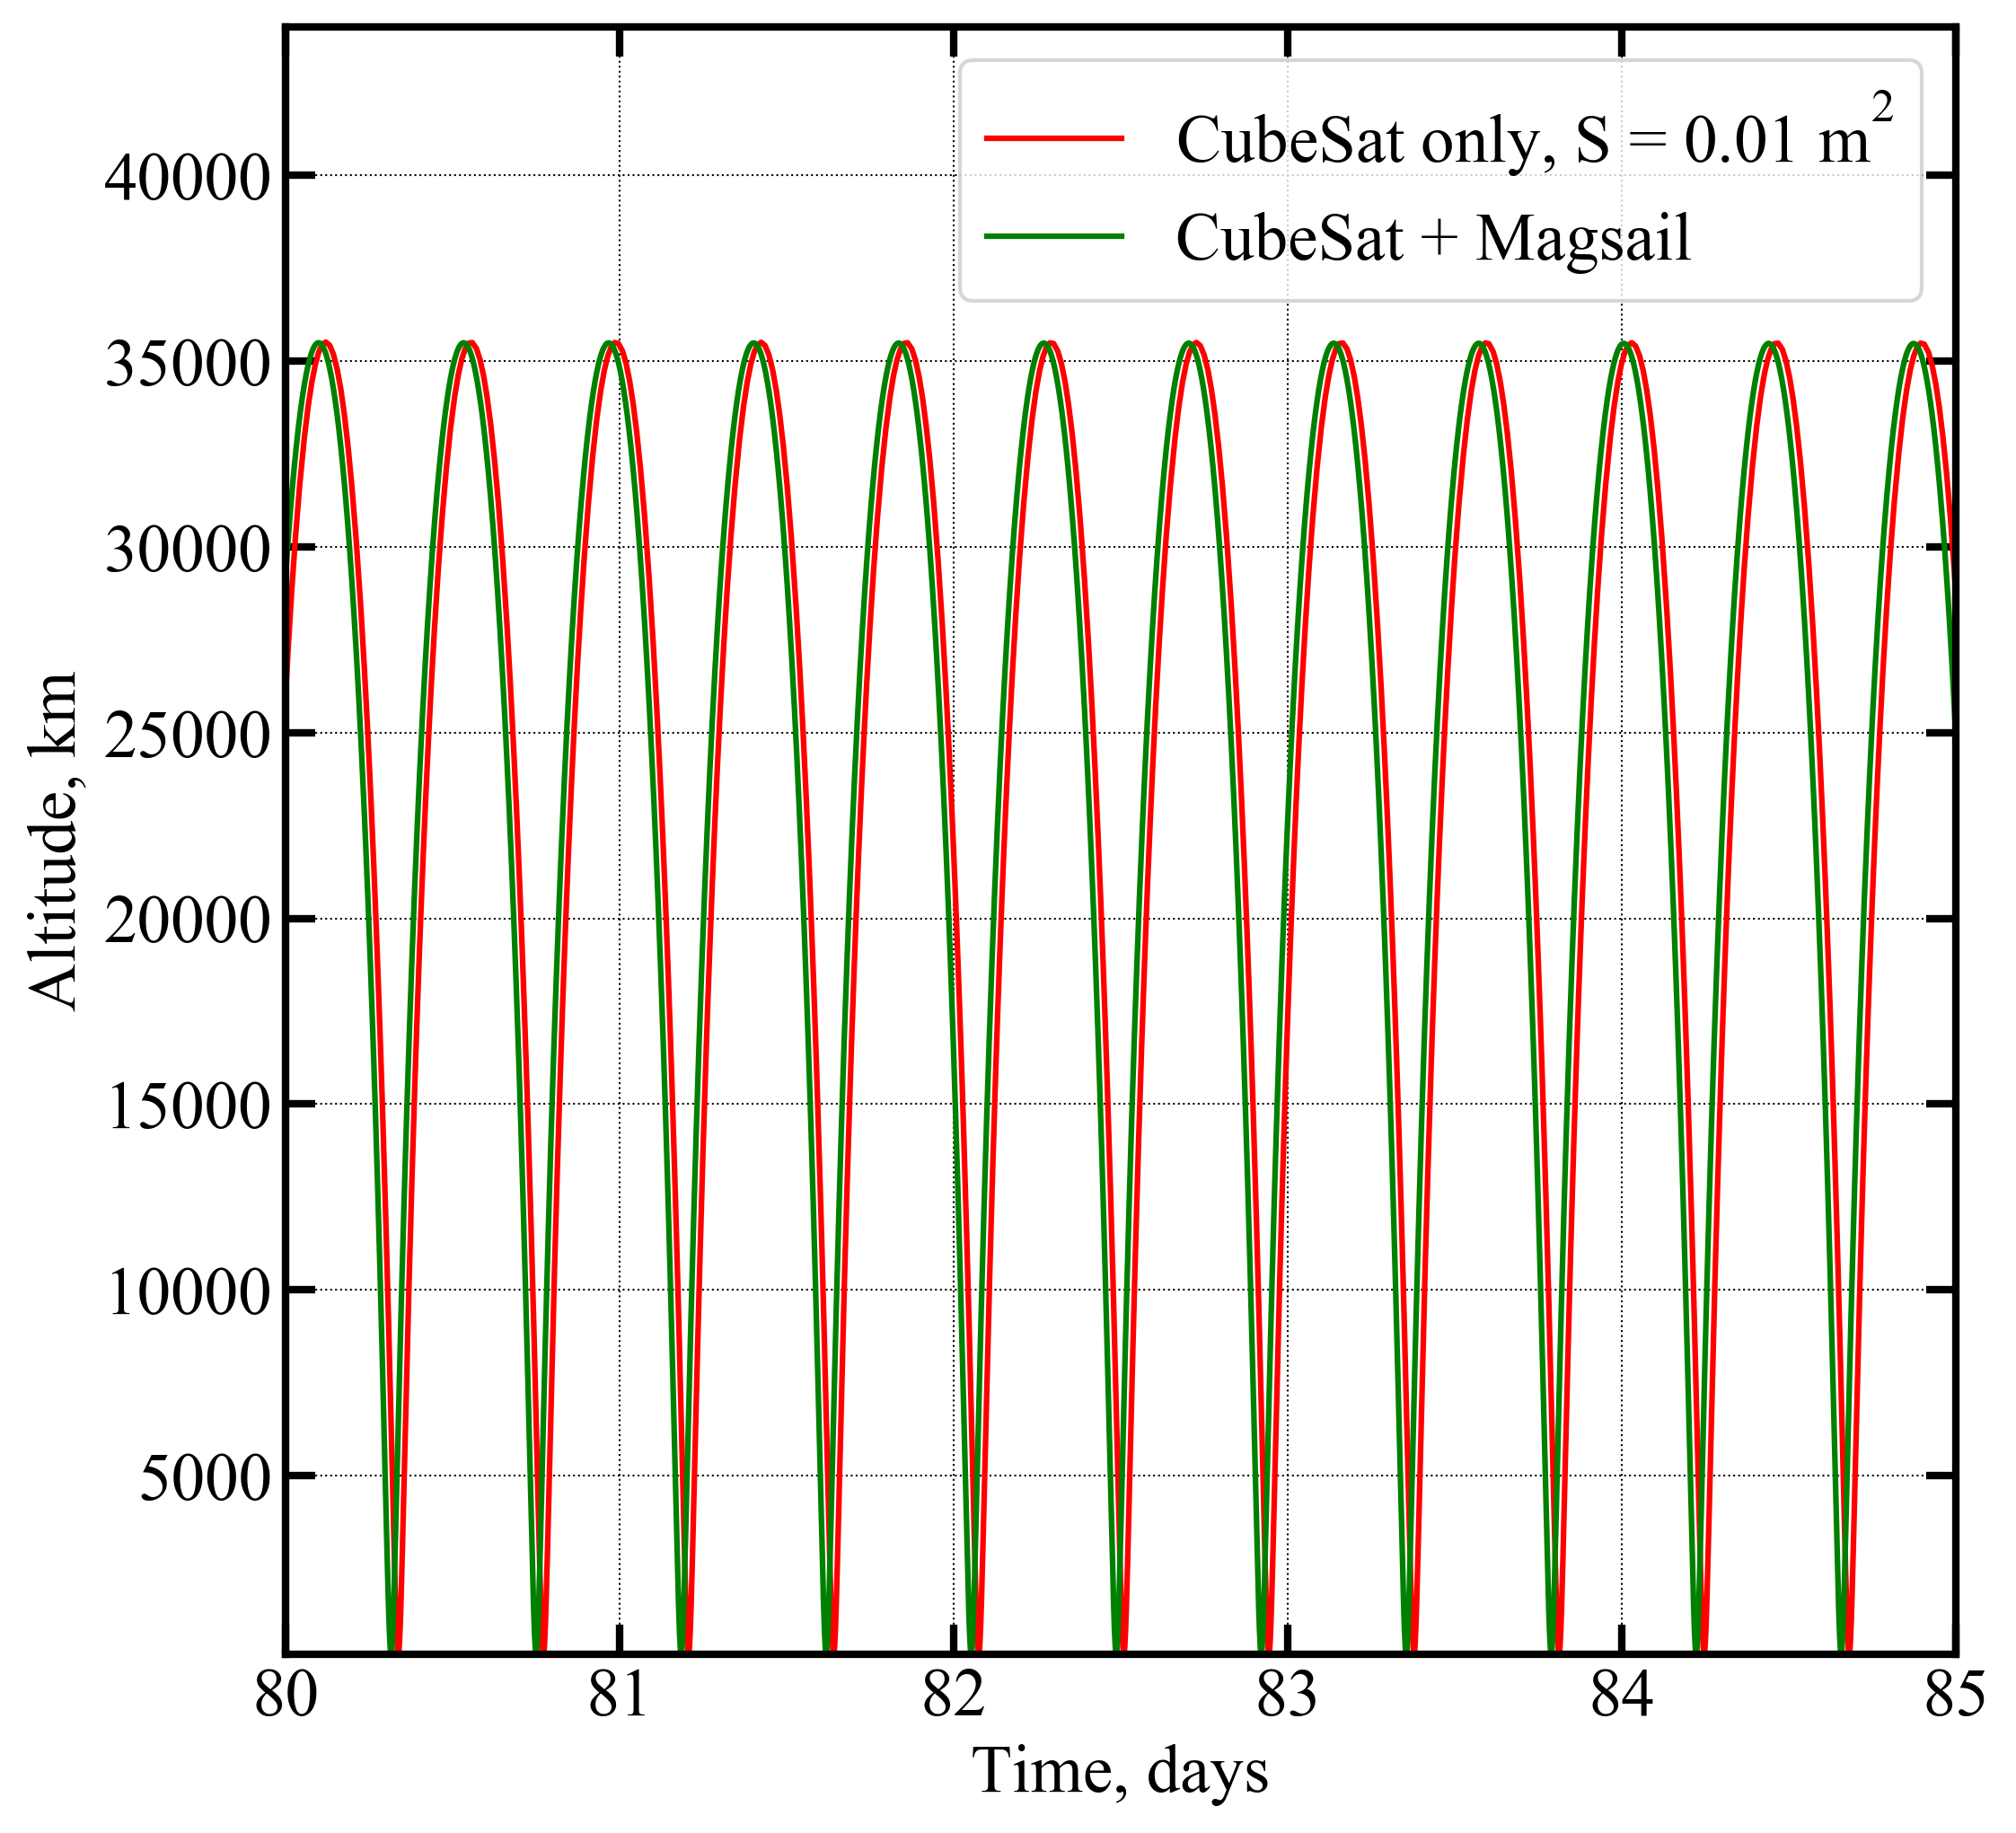 CubeSat only, S = 0.01 m²
CubeSat + Magsail
40000
35000
30000
25000
20000
15000
10000
5000
Altitude, km
80 81 82 83 84 85
Time, days